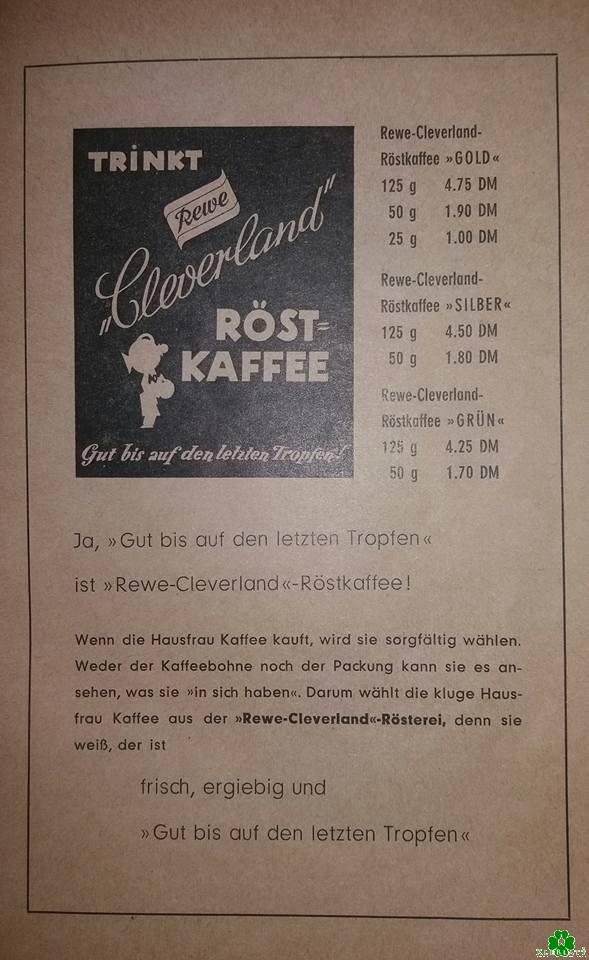 TRINKT
Rewe
„Cleverland"
RÖST=
KAFFEE
Gut bis auf den letzten Tropfen!
Rewe-Cleverland-
Röstkaffee »GOLD«
125 g 4.75 DM
50 g 1.90 DM
25 g 1.00 DM
Rewe-Cleverland-
Röstkaffee »SILBER«
125 g 4.50 DM
50 g 1.80 DM
Rewe-Cleverland-
Röstkaffee »GRÜN«
125 g 4.25 DM
50 g 1.70 DM
Ja, »Gut bis auf den letzten Tropfen«
ist »Rewe-Cleverland«-Röstkaffee!
Wenn die Hausfrau Kaffee kauft, wird sie sorgfältig wählen.
Weder der Kaffeebohne noch der Packung kann sie es an-
sehen, was sie »in sich haben«. Darum wählt die kluge Haus-
frau Kaffee aus der »Rewe-Cleverland«-Rösterei, denn sie
weiß, der ist
frisch, ergiebig und
»Gut bis auf den letzten Tropfen«